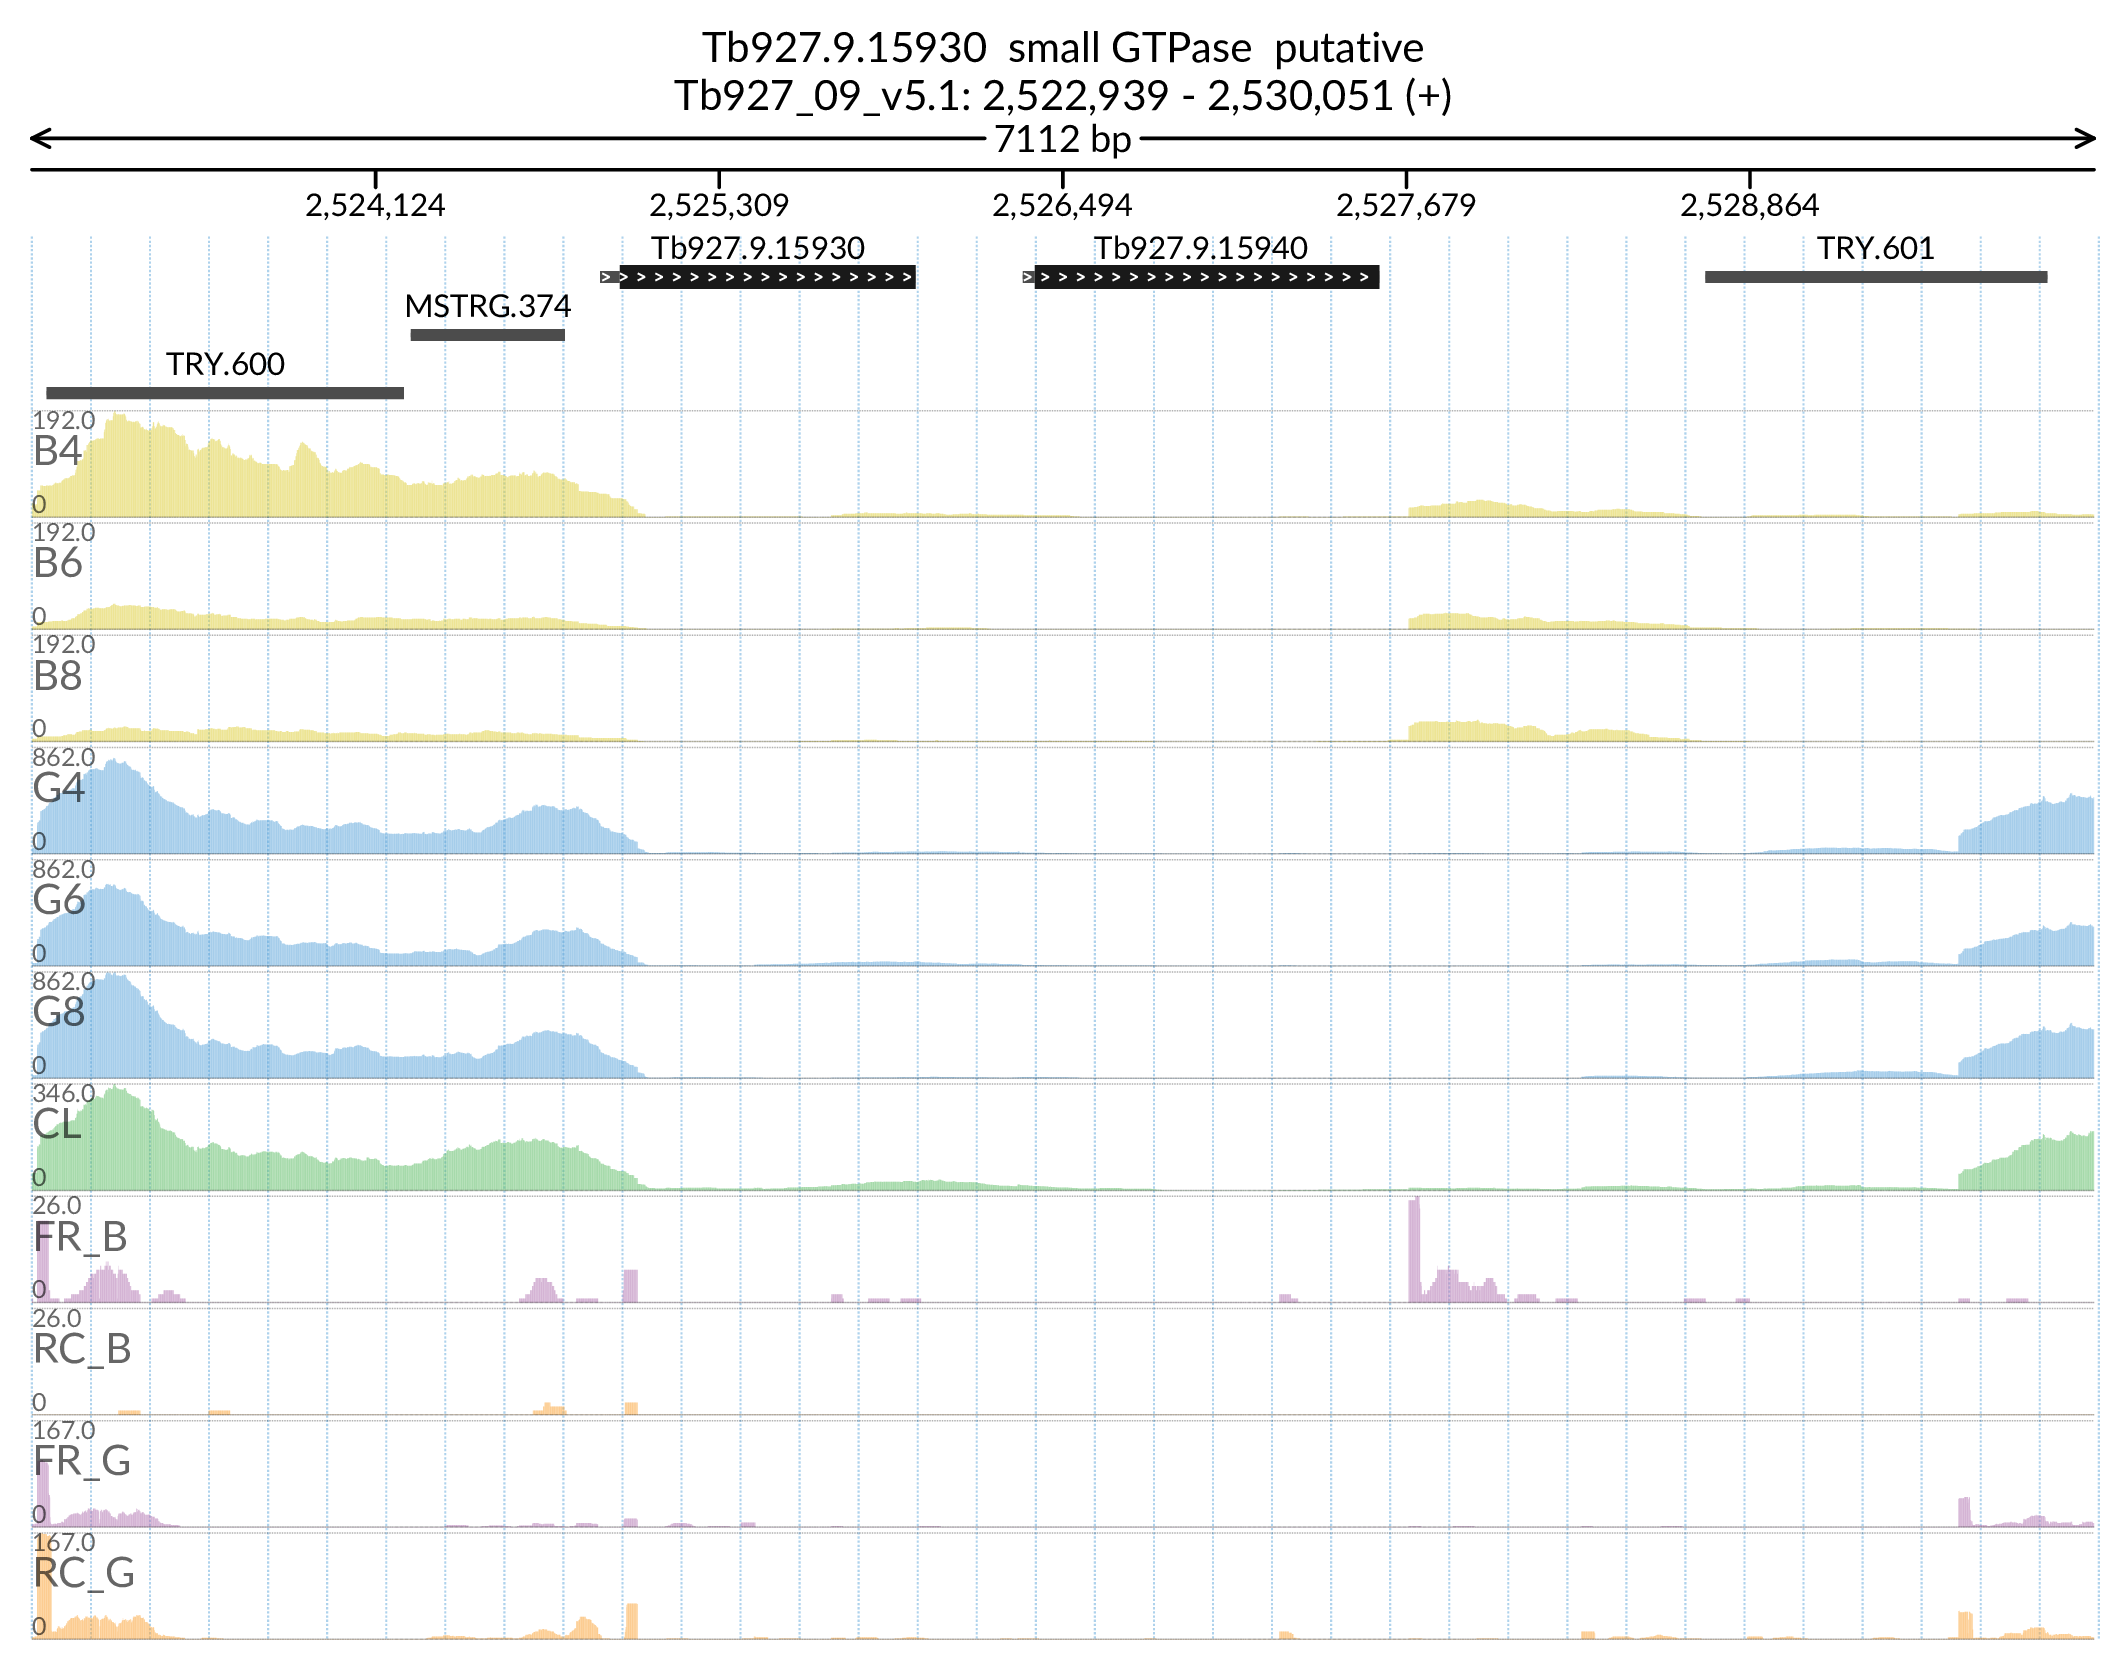 Tb927.9.15930 small GTPase putative
Tb927_09_v5.1: 2,522,939 - 2,530,051 (+)
7112 bp
2,524,124 2,525,309 2,526,494 2,527,679 2,528,864
Tb927.9.15930 Tb927.9.15940 TRY.601
MSTRG.374
TRY.600
192.0
B4
0
192.0
B6
0
192.0
B8
0
862.0
G4
0
862.0
G6
0
862.0
G8
0
346.0
CL
0
26.0
FR_B
0
26.0
RC_B
0
167.0
FR_G
0
167.0
RC_G
0